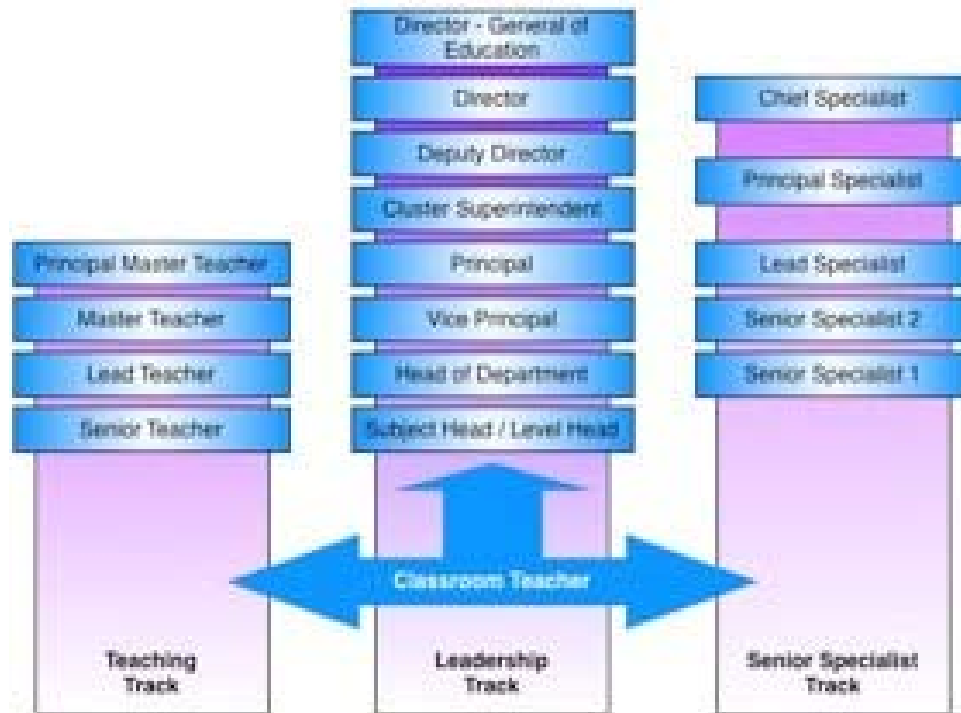 Director - General of
Education
Director
Deputy Director
Cluster Superintendent
Principal
Vice Principal
Head of Department
Subject Head / Level Head
Chief Specialist
Principal Specialist
Lead Specialist
Senior Specialist 2
Senior Specialist 1
Principal Master Teacher
Master Teacher
Lead Teacher
Senior Teacher
Classroom Teacher
Teaching
Track
Leadership
Track
Senior Specialist
Track